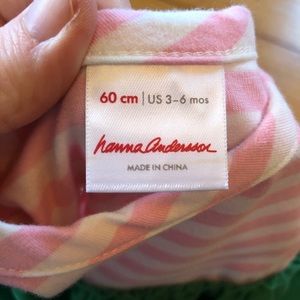 60 cm | US 3-6 mos
hanna Andersson
MADE IN CHINA